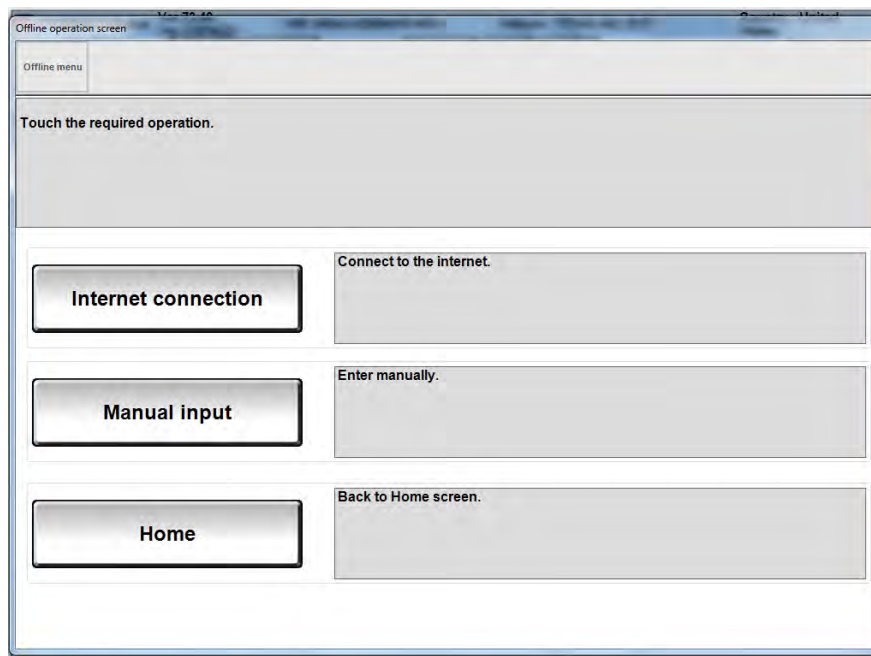 Offline operation screen
Offline menu
Touch the required operation.
Internet connection
Connect to the internet.
Manual input
Enter manually.
Home
Back to Home screen.